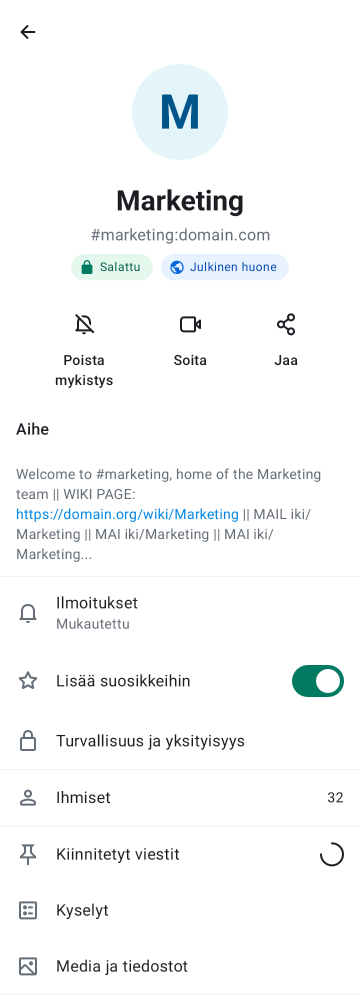 M
Marketing
#marketing:domain.com
Salattu
Julkinen huone
Poista
mykistys
Soita
Jaa
Aihe
Welcome to #marketing, home of the Marketing
team || WIKI PAGE:
https://domain.org/wiki/Marketing || MAIL iki/
Marketing || MAI iki/Marketing || MAI iki/
Marketing...
Ilmoitukset
Mukautettu
Lisää suosikkeihin
Turvallisuus ja yksityisyys
Ihmiset
32
Kiinnitetyt viestit
Kyselyt
Media ja tiedostot